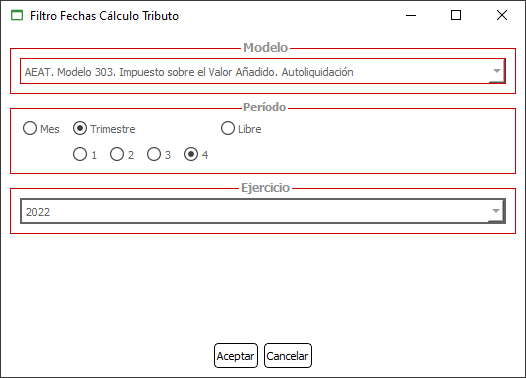 Filtro Fechas Cálculo Tributo
Modelo
AEAT. Modelo 303. Impuesto sobre el Valor Añadido. Autoliquidación
Período
Mes Trimestre Libre
1 2 3 4
Ejercicio
2022
Aceptar Cancelar